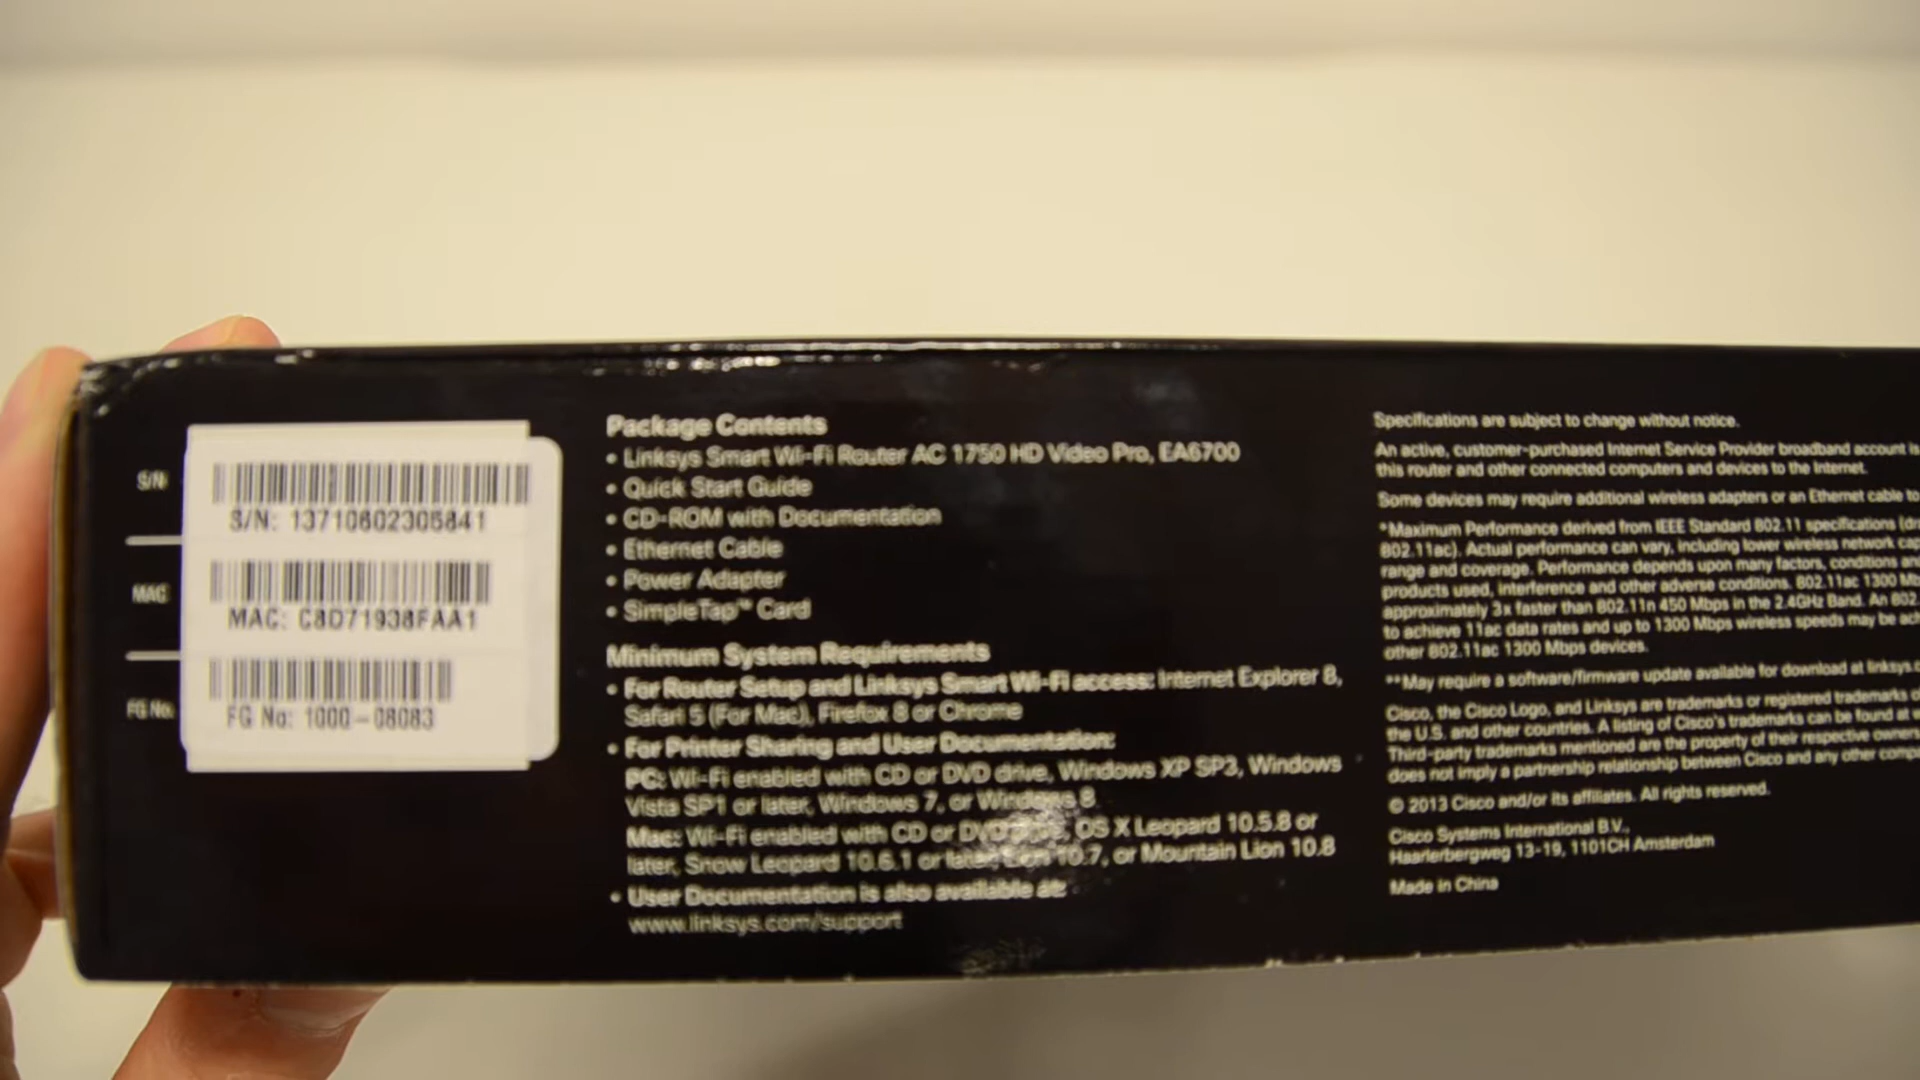 S/N
S/N: 13710602305841
MAC
MAC: C8D71938FAA1
FG No.
FG No: 1000-08083
Package Contents
• Linksys Smart Wi-Fi Router AC 1750 HD Video Pro, EA6700
• Quick Start Guide
• CD-ROM with Documentation
• Ethernet Cable
• Power Adapter
• SimpleTap™ Card
Minimum System Requirements
• For Router Setup and Linksys Smart Wi-Fi access: Internet Explorer 8,
Safari 5 (For Mac), Firefox 8 or Chrome
• For Printer Sharing and User Documentation:
PC: Wi-Fi enabled with CD or DVD drive, Windows XP SP3, Windows
Vista SP1 or later, Windows 7, or Windows 8
Mac: Wi-Fi enabled with CD or DVD drive, OS X Leopard 10.5.8 or
later, Snow Leopard 10.6.1 or later, Lion 10.7, or Mountain Lion 10.8
• User Documentation is also available at:
www.linksys.com/support
Specifications are subject to change without notice.
An active, customer-purchased Internet Service Provider broadband account is
this router and other connected computers and devices to the Internet.
Some devices may require additional wireless adapters or an Ethernet cable to
*Maximum Performance derived from IEEE Standard 802.11 specifications
802.11ac). Actual performance can vary, including lower wireless network
range and coverage. Performance depends upon many factors, conditions
products used, interference and other adverse conditions. 802.11ac 1300
approximately 3x faster than 802.11n 450 Mbps in the 2.4GHz Band. An
to achieve 11ac data rates and up to 1300 Mbps wireless speeds may be
other 802.11ac 1300 Mbps devices.
**May require a software/firmware update available for download at
Cisco, the Cisco Logo, and Linksys are trademarks or registered trademarks
the U.S. and other countries. A listing of Cisco's trademarks can be found at
Third-party trademarks mentioned are the property of their respective owners.
does not imply a partnership relationship between Cisco and any other
© 2013 Cisco and/or its affiliates. All rights reserved.
Cisco Systems International B.V.,
Haarlerbergweg 13-19, 1101CH Amsterdam
Made in China